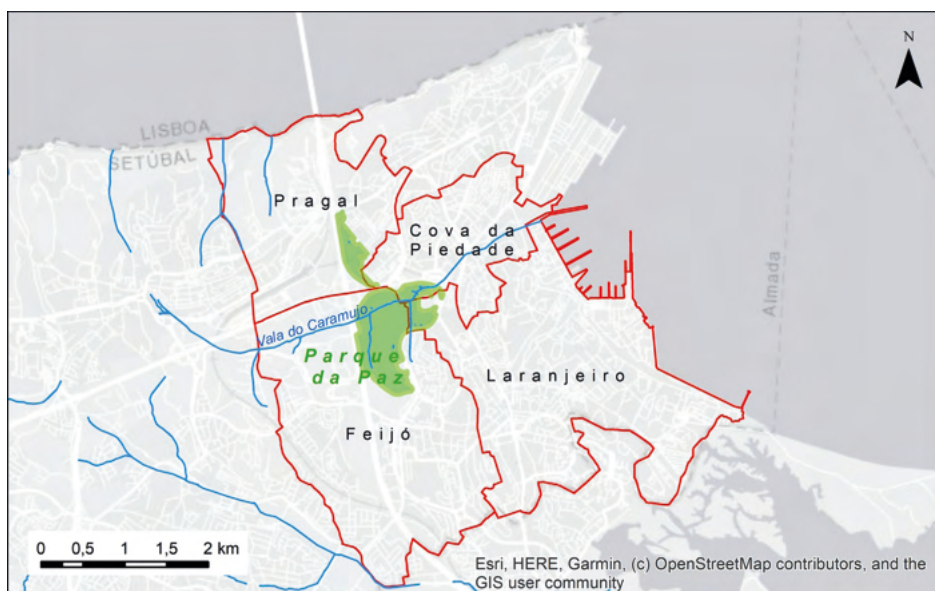 N
LISBOA
SETÚBAL
Pragal
Cova da
Piedade
Almada
Vala do Caramujo
Parque
da Paz
Laranjeiro
Feijó
0 0,5 1 1,5 2 km
Esri, HERE, Garmin, (c) OpenStreetMap contributors, and the
GIS user community